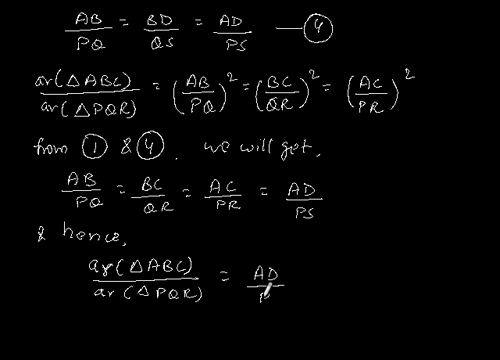 AB/PQ = BD/QS = AD/PS — (4)
ar(△ABC)/ar(△PQR) = (AB/PQ)² = (BC/QR)² = (AC/PR)²
from (1) & (4), we will get,
AB/PQ = BC/QR = AC/PR = AD/PS
& hence,
ar(△ABC)/ar(△PQR) = AD/P